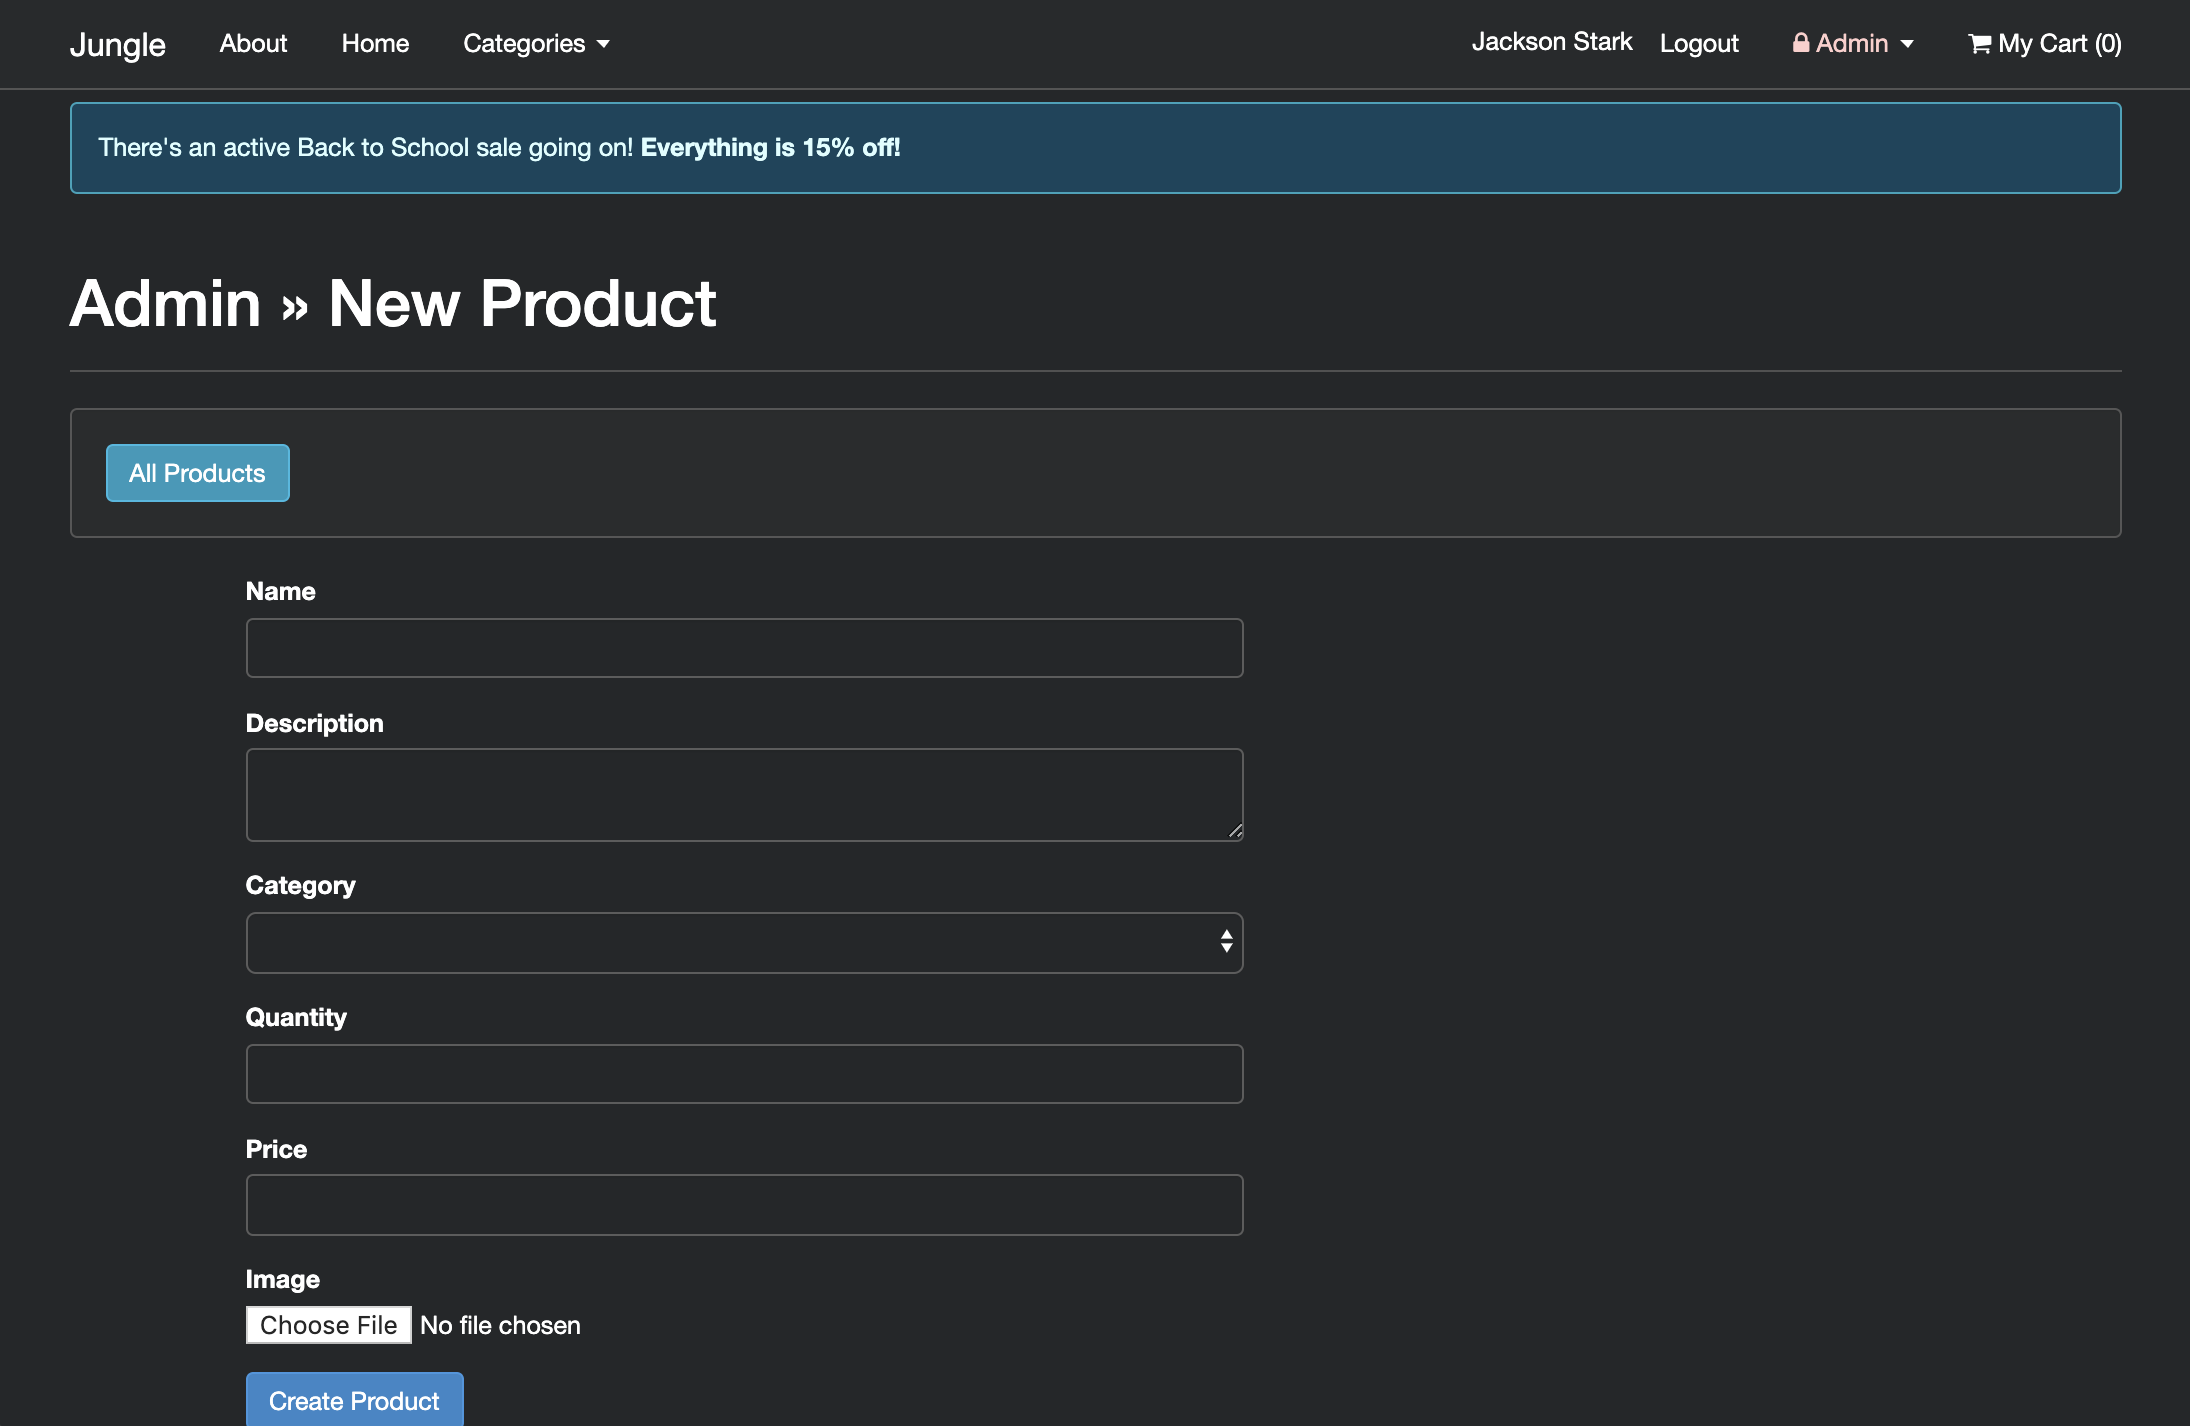 Jungle About Home Categories Jackson Stark Logout Admin My Cart (0)
There's an active Back to School sale going on! Everything is 15% off!
Admin » New Product
All Products
Name
Description
Category
Quantity
Price
Image
Choose File No file chosen
Create Product